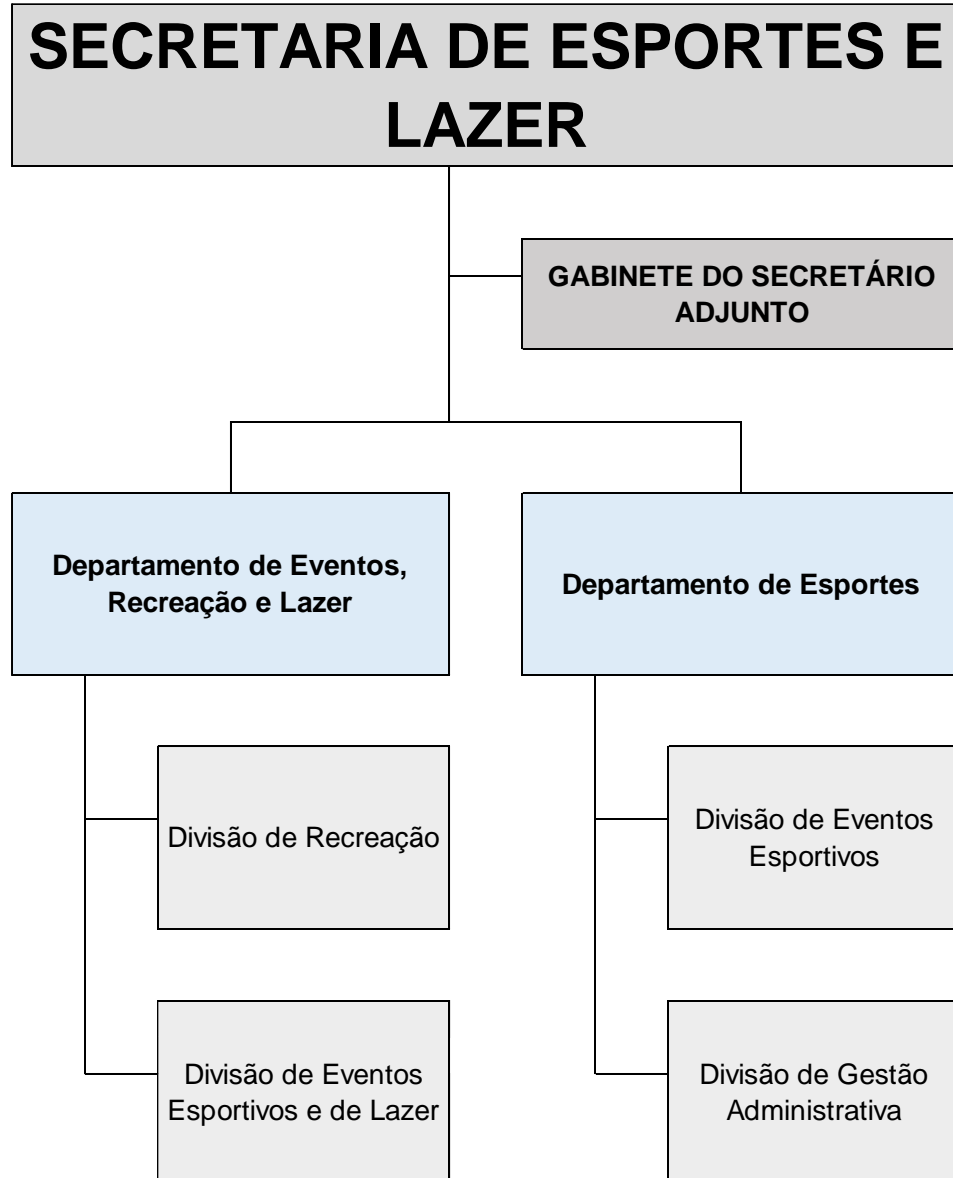 SECRETARIA DE ESPORTES E
LAZER
GABINETE DO SECRETÁRIO
ADJUNTO
Departamento de Eventos,
Recreação e Lazer
Departamento de Esportes
Divisão de Recreação
Divisão de Eventos
Esportivos
Divisão de Eventos
Esportivos e de Lazer
Divisão de Gestão
Administrativa